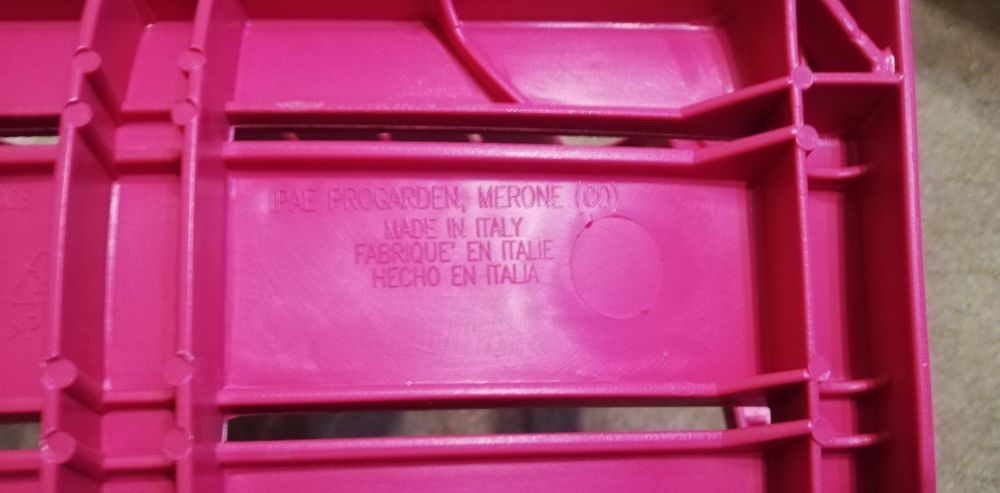 IPAE PROGARDEN, MERONE (CO)
MADE IN ITALY
FABRIQUE' EN ITALIE
HECHO EN ITALIA